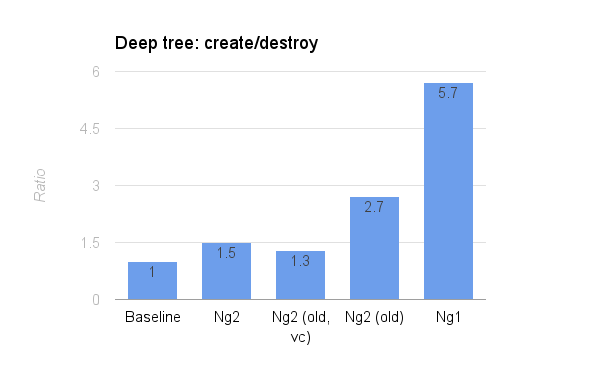 Deep tree: create/destroy
6
4.5
3
1.5
0
Ratio
1
1.5
1.3
2.7
5.7
Baseline
Ng2
Ng2 (old,
vc)
Ng2 (old)
Ng1